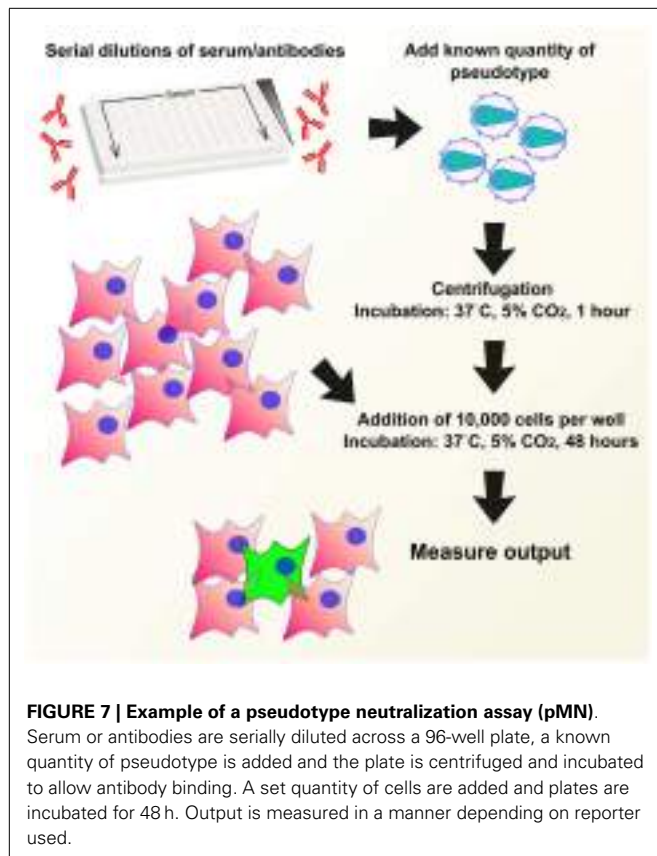 Serial dilutions of serum/antibodies
Add known quantity of
pseudotype
Centrifugation
Incubation: 37˚C, 5% CO₂, 1 hour
Addition of 10,000 cells per well
Incubation: 37˚C, 5% CO₂, 48 hours
Measure output
FIGURE 7 | Example of a pseudotype neutralization assay (pMN).
Serum or antibodies are serially diluted across a 96-well plate, a known
quantity of pseudotype is added and the plate is centrifuged and incubated
to allow antibody binding. A set quantity of cells are added and plates are
incubated for 48 h. Output is measured in a manner depending on reporter
used.